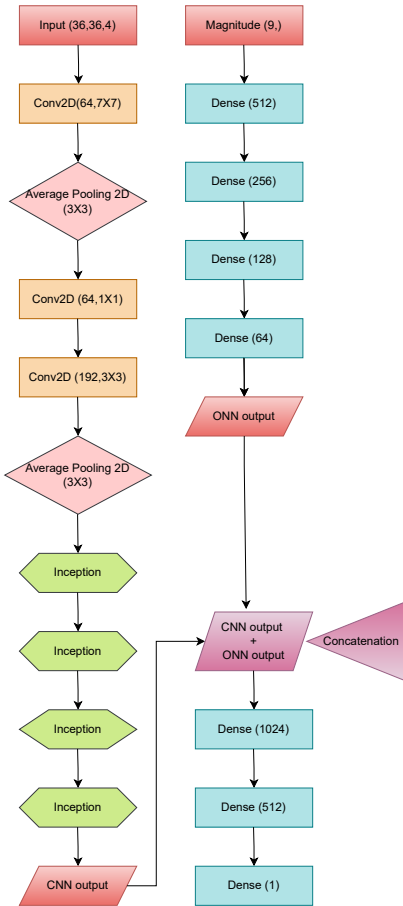 Input (36,36,4)
Conv2D(64,7X7)
Average Pooling 2D
(3X3)
Conv2D (64,1X1)
Conv2D (192,3X3)
Average Pooling 2D
(3X3)
Inception
Inception
Inception
Inception
CNN output
Magnitude (9,)
Dense (512)
Dense (256)
Dense (128)
Dense (64)
ONN output
CNN output
+
ONN output
Concatenation
Dense (1024)
Dense (512)
Dense (1)